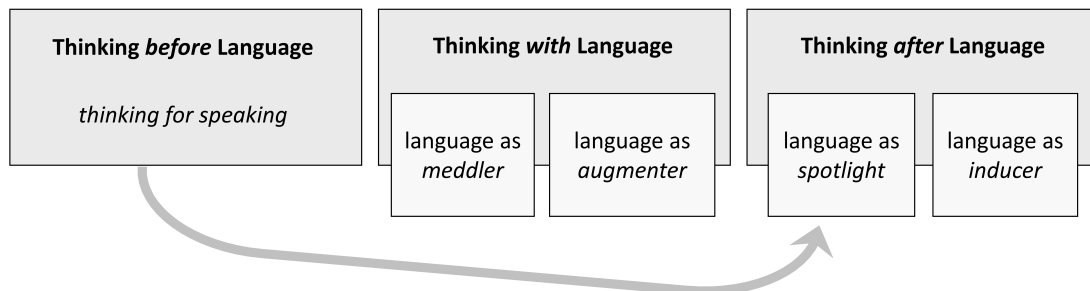 Thinking before Language
thinking for speaking
Thinking with Language
language as
meddler
language as
augmenter
Thinking after Language
language as
spotlight
language as
inducer